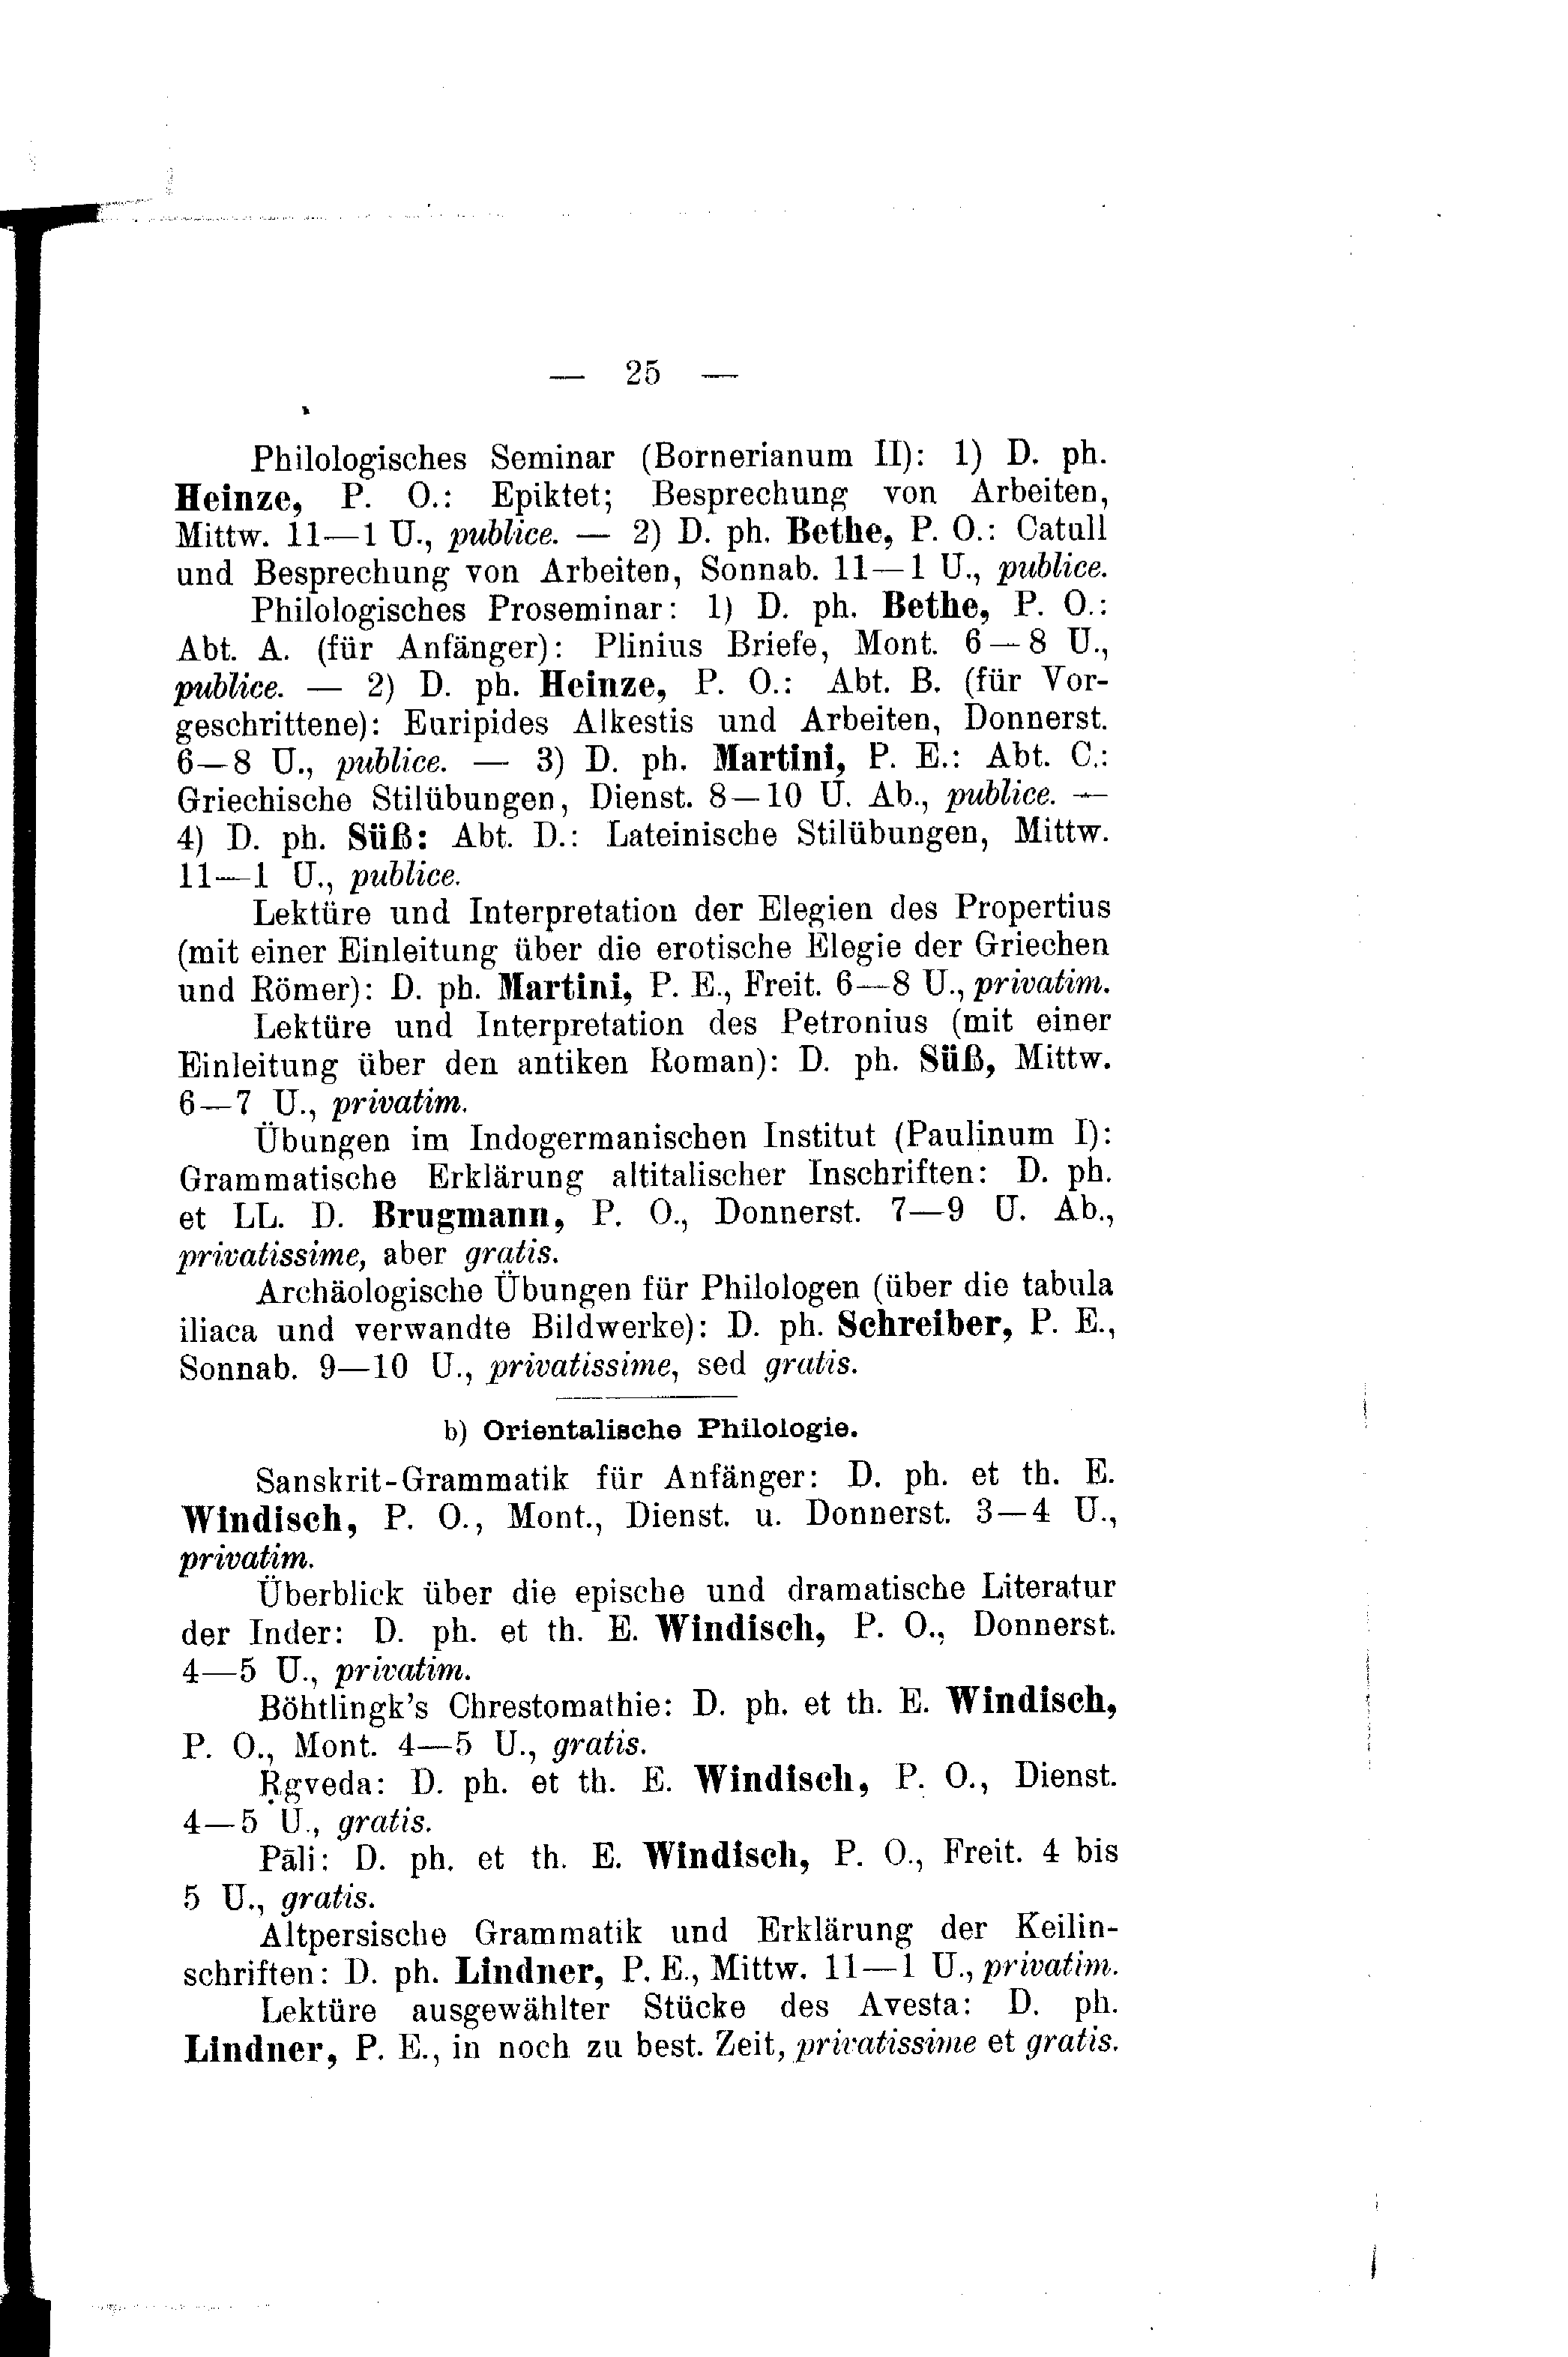 — 25 —
Philologisches Seminar (Bornerianum II): 1) D. ph.
Heinze, P. O.: Epiktet; Besprechung von Arbeiten,
Mittw. 11—1 U., publice. — 2) D. ph. Bethe, P. O.: Catull
und Besprechung von Arbeiten, Sonnab. 11—1 U., publice.
Philologisches Proseminar: 1) D. ph. Bethe, P. O.:
Abt. A. (für Anfänger): Plinius Briefe, Mont. 6—8 U.,
publice. — 2) D. ph. Heinze, P. O.: Abt. B. (für Vor-
geschrittene): Euripides Alkestis und Arbeiten, Donnerst.
6—8 U., publice. — 3) D. ph. Martini, P. E.: Abt. C.:
Griechische Stilübungen, Dienst. 8—10 U. Ab., publice. —
4) D. ph. Süß: Abt. D.: Lateinische Stilübungen, Mittw.
11—1 U., publice.
Lektüre und Interpretation der Elegien des Propertius
(mit einer Einleitung über die erotische Elegie der Griechen
und Römer): D. ph. Martini, P. E., Freit. 6—8 U., privatim.
Lektüre und Interpretation des Petronius (mit einer
Einleitung über den antiken Roman): D. ph. Süß, Mittw.
6—7 U., privatim.
Übungen im Indogermanischen Institut (Paulinum I):
Grammatische Erklärung altitalischer Inschriften: D. ph.
et LL. D. Brugmann, P. O., Donnerst. 7—9 U. Ab.,
privatissime, aber gratis.
Archäologische Übungen für Philologen (über die tabula
iliaca und verwandte Bildwerke): D. ph. Schreiber, P. E.,
Sonnab. 9—10 U., privatissime, sed gratis.
b) Orientalische Philologie.
Sanskrit-Grammatik für Anfänger: D. ph. et th. E.
Windisch, P. O., Mont., Dienst. u. Donnerst. 3—4 U.,
privatim.
Überblick über die epische und dramatische Literatur
der Inder: D. ph. et th. E. Windisch, P. O., Donnerst.
4—5 U., privatim.
Böhtlingk's Chrestomathie: D. ph. et th. E. Windisch,
P. O., Mont. 4—5 U., gratis.
Ṛgveda: D. ph. et th. E. Windisch, P. O., Dienst.
4—5 U., gratis.
Pāli: D. ph. et th. E. Windisch, P. O., Freit. 4 bis
5 U., gratis.
Altpersische Grammatik und Erklärung der Keilin-
schriften: D. ph. Lindner, P. E., Mittw. 11—1 U., privatim.
Lektüre ausgewählter Stücke des Avesta: D. ph.
Lindner, P. E., in noch zu best. Zeit, privatissime et gratis.